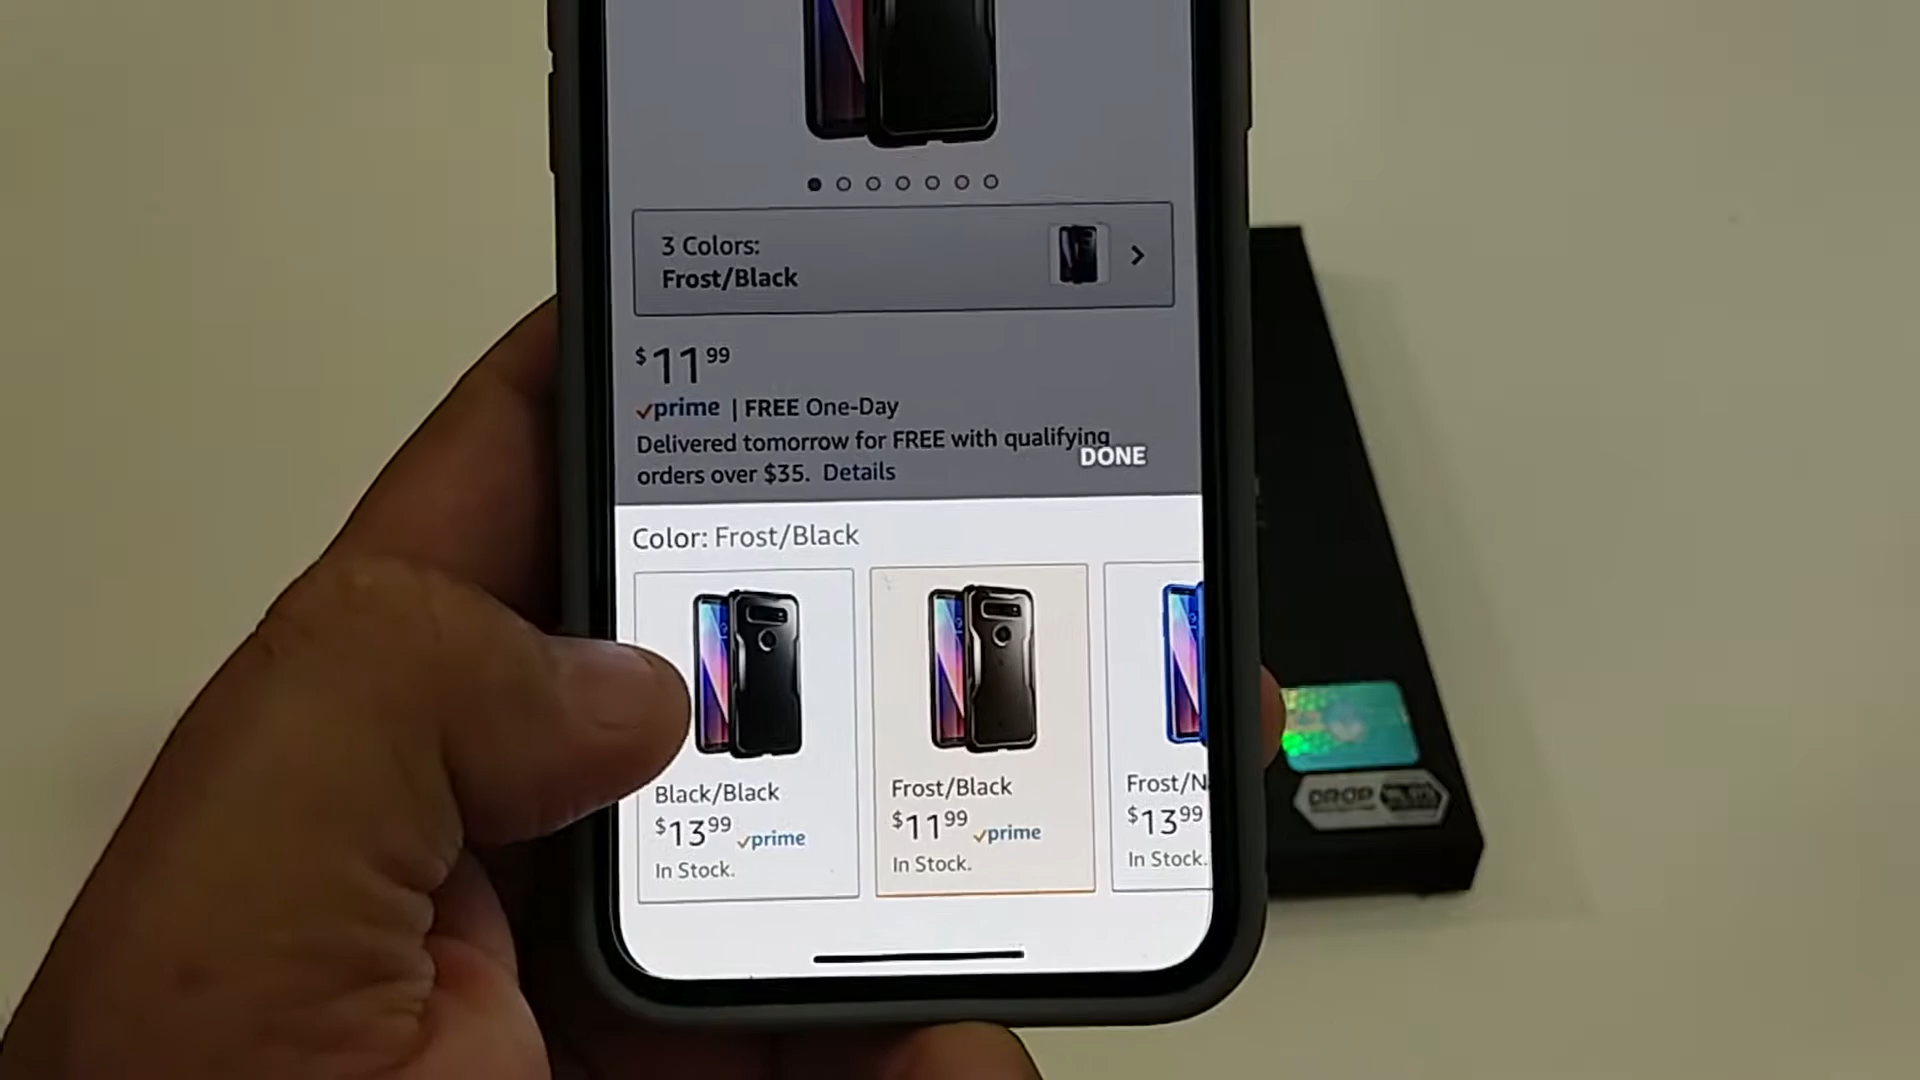 3 Colors:
Frost/Black
$11.99
prime | FREE One-Day
Delivered tomorrow for FREE with qualifying
orders over $35. Details
DONE
Color: Frost/Black
Black/Black
$13.99 prime
In Stock.
Frost/Black
$11.99 prime
In Stock.
Frost/N
$13.99
In Stock.
DROP